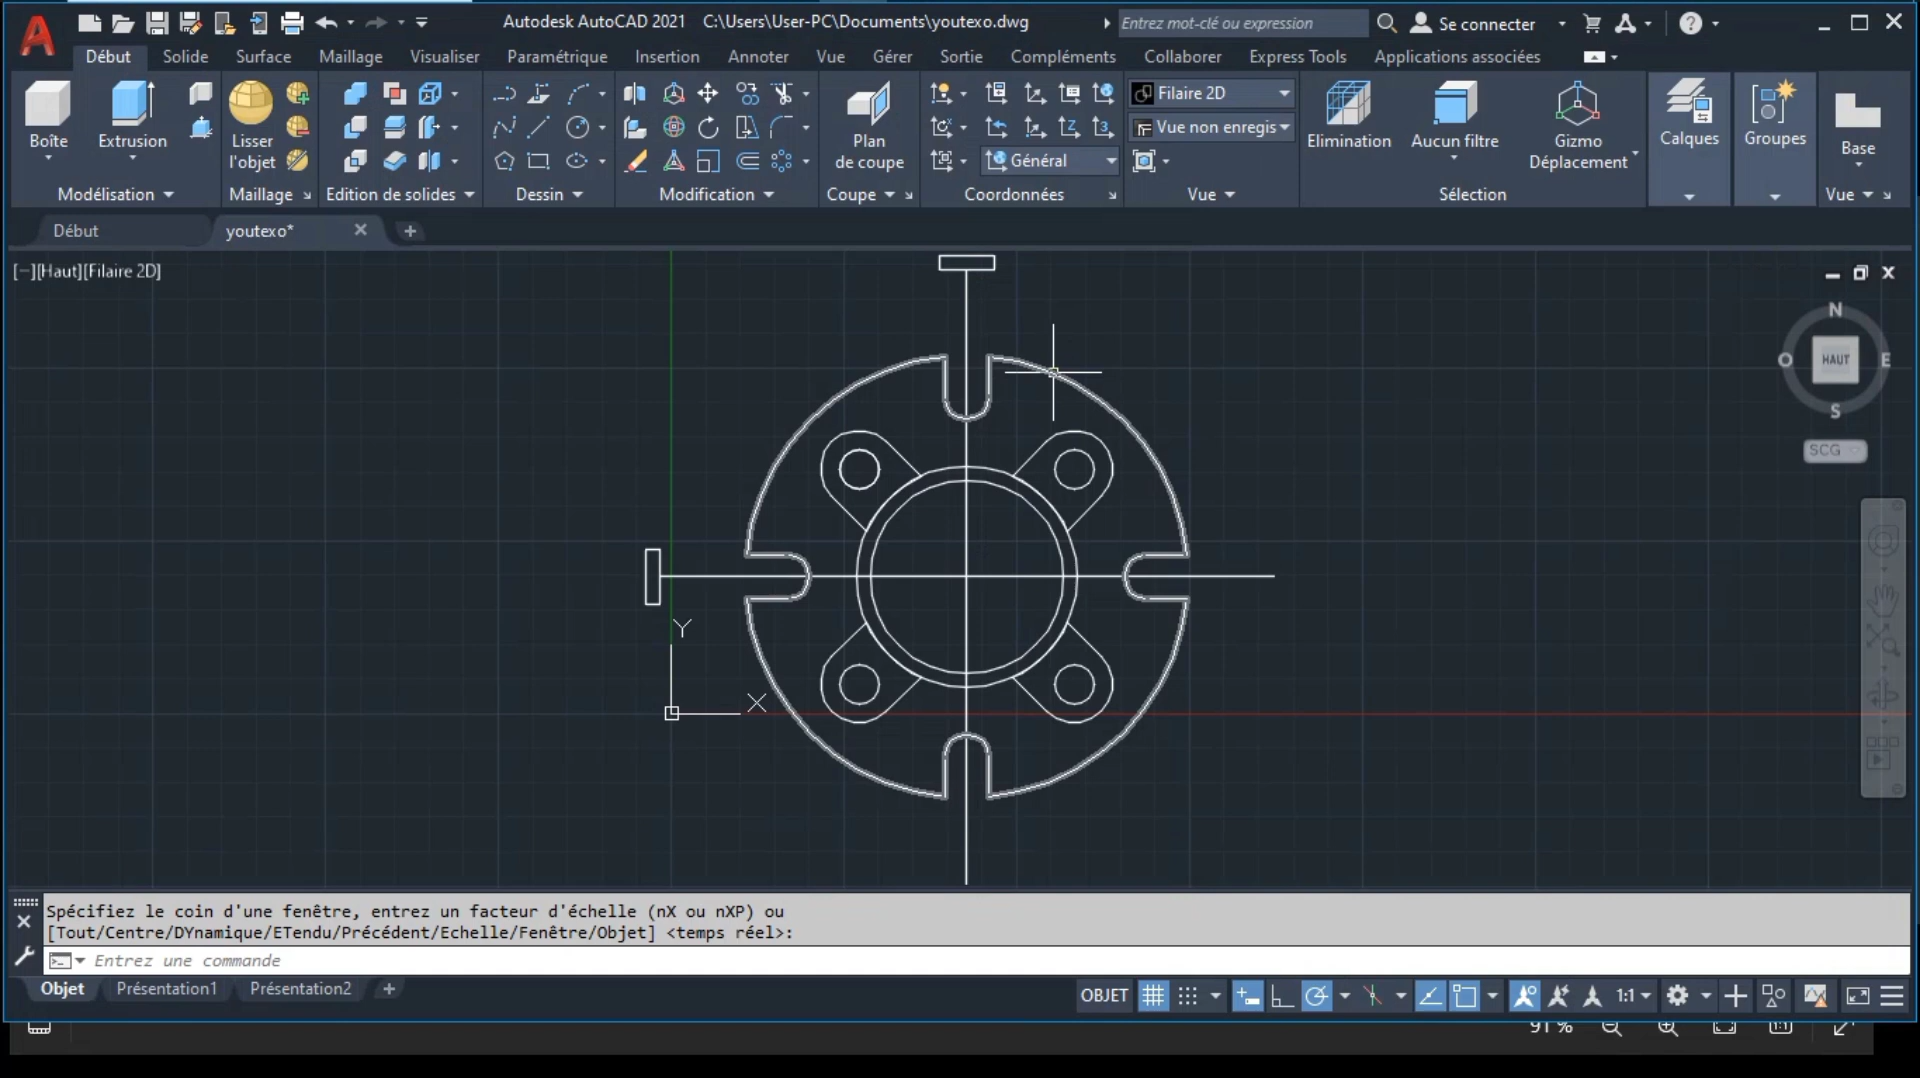 Autodesk AutoCAD 2021 C:\Users\User-PC\Documents\youtexo.dwg
Entrez mot-clé ou expression
Se connecter
Début Solide Surface Maillage Visualiser Paramétrique Insertion Annoter Vue Gérer Sortie Compléments Collaborer Express Tools Applications associées
Boîte
Extrusion
Lisser
l'objet
Plan
de coupe
Général
Filaire 2D
Vue non enregis
Elimination
Aucun filtre
Gizmo
Déplacement
Calques
Groupes
Base
Modélisation
Maillage
Edition de solides
Dessin
Modification
Coupe
Coordonnées
Vue
Sélection
Vue
Début
youtexo*
[−][Haut][Filaire 2D]
N
O HAUT E
S
SCG
Y
X
Spécifiez le coin d'une fenêtre, entrez un facteur d'échelle (nX ou nXP) ou
[Tout/Centre/DYnamique/ETendu/Précédent/Echelle/Fenêtre/Objet] <temps réel>:
Entrez une commande
Objet Présentation1 Présentation2
OBJET
1:1
91 %
1:1